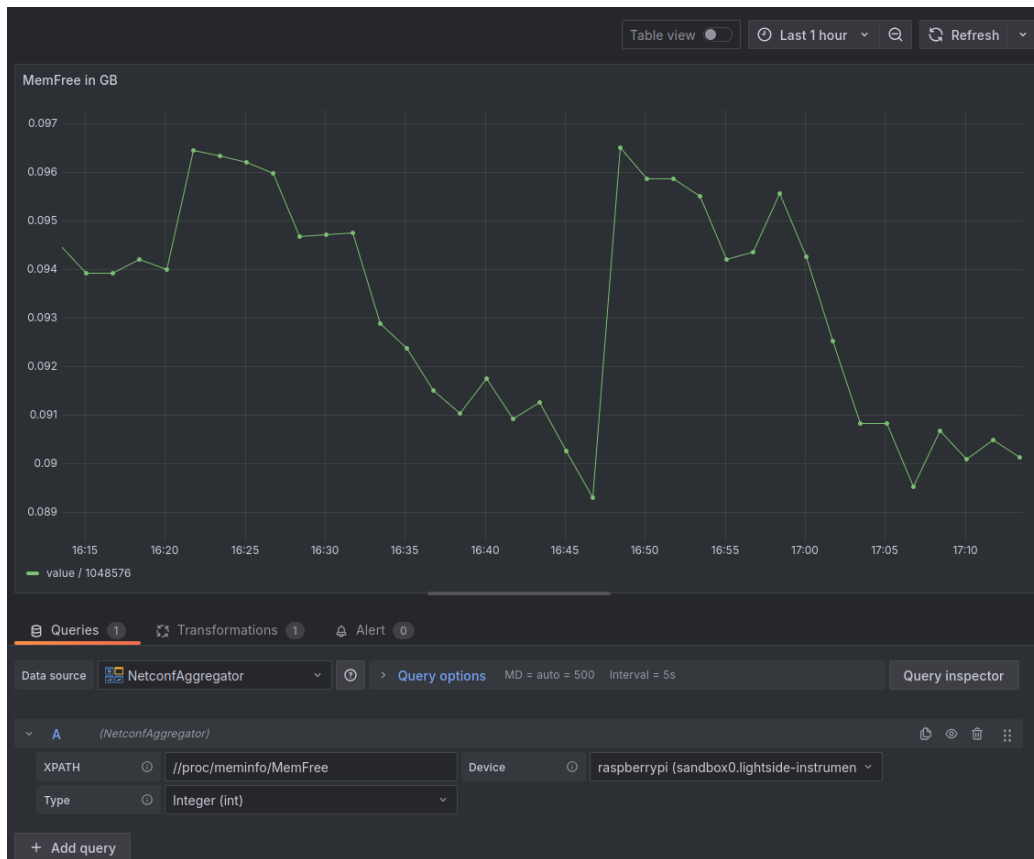 Table view Last 1 hour Refresh
MemFree in GB
0.097
0.096
0.095
0.094
0.093
0.092
0.091
0.09
0.089
16:15 16:20 16:25 16:30 16:35 16:40 16:45 16:50 16:55 17:00 17:05 17:10
value / 1048576
Queries 1 Transformations 1 Alert 0
Data source NetconfAggregator Query options MD = auto = 500 Interval = 5s Query inspector
A (NetconfAggregator)
XPATH //proc/meminfo/MemFree Device raspberrypi (sandbox0.lightside-instrumen
Type Integer (int)
+ Add query